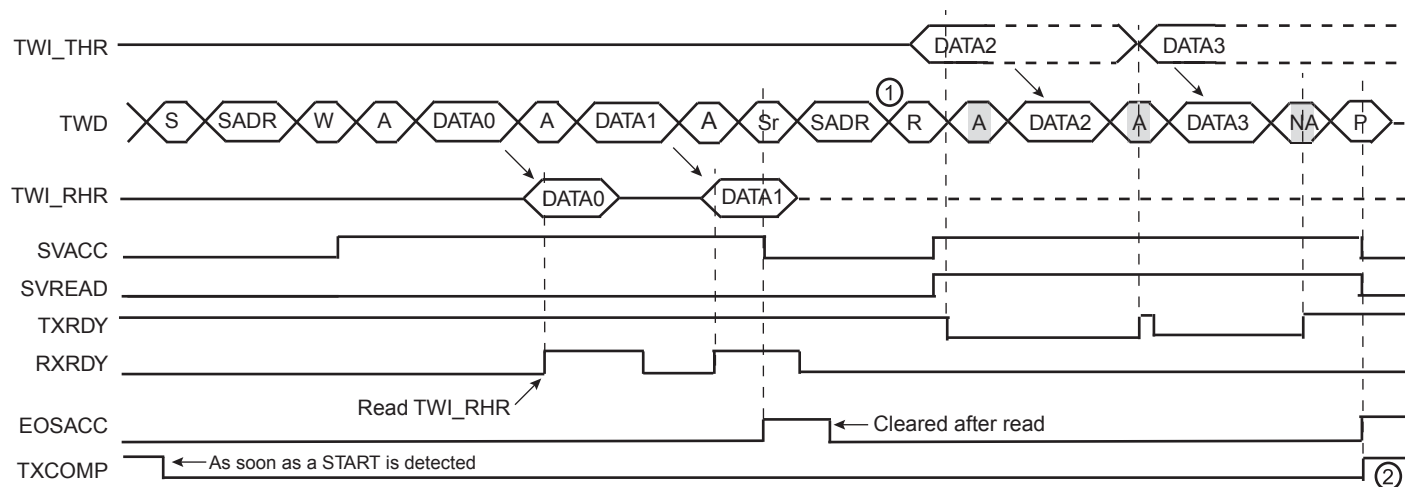 TWI_THR DATA2 DATA3
①
TWD S SADR W A DATA0 A DATA1 A Sr SADR R A DATA2 A DATA3 NA P
TWI_RHR DATA0 DATA1
SVACC
SVREAD
TXRDY
RXRDY
Read TWI_RHR
EOSACC Cleared after read
TXCOMP As soon as a START is detected ②